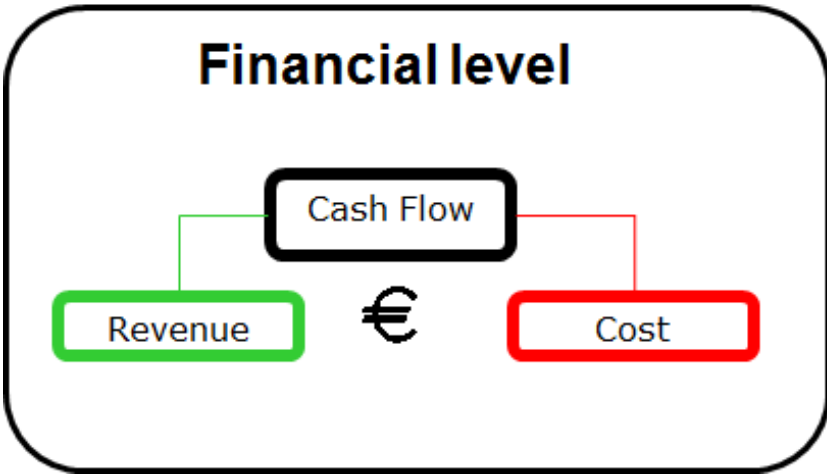 Financial level
Cash Flow
Revenue
€
Cost